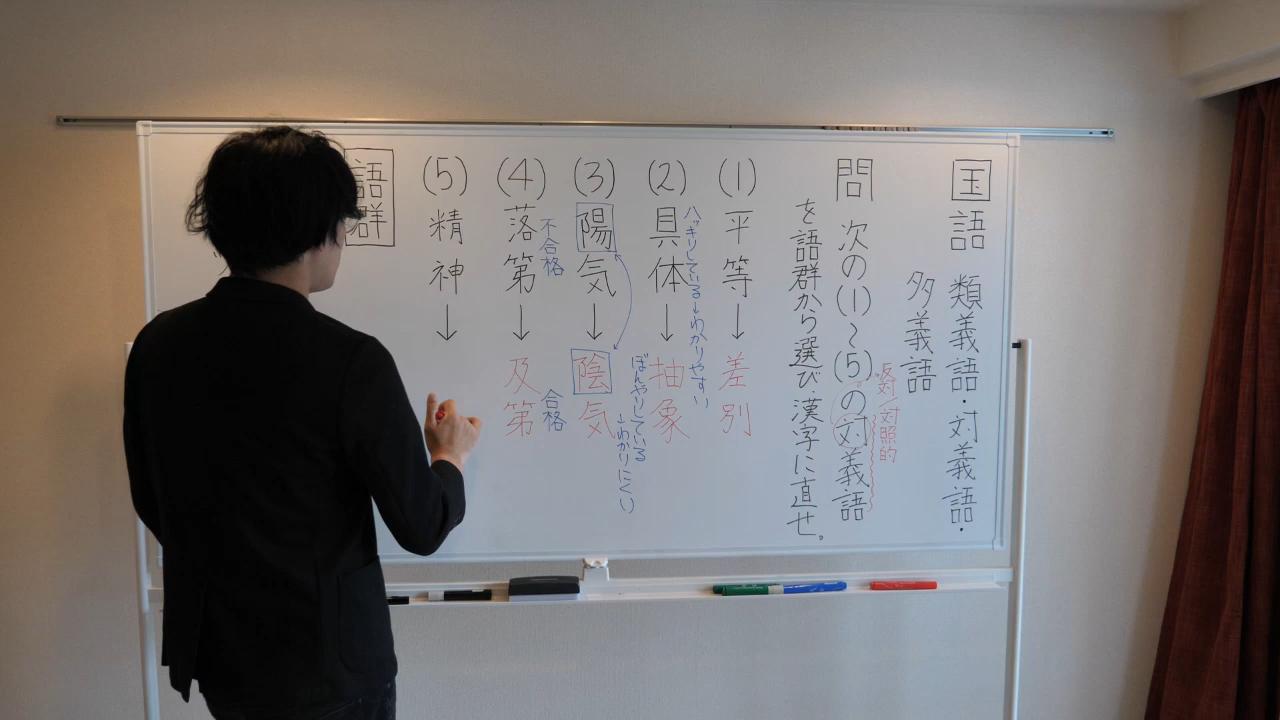 国語 類義語・対義語・
多義語
反対/対照的
問 次の(1)〜(5)の対義語
を語群から選び漢字に直せ。
(1)平等→差別
ハッキリしている→わかりやすい
(2)具体→抽象
ぼんやりしている
→わかりにくい
(3)陽気→陰気
不合格 合格
(4)落第→及第
(5)精神→
語群